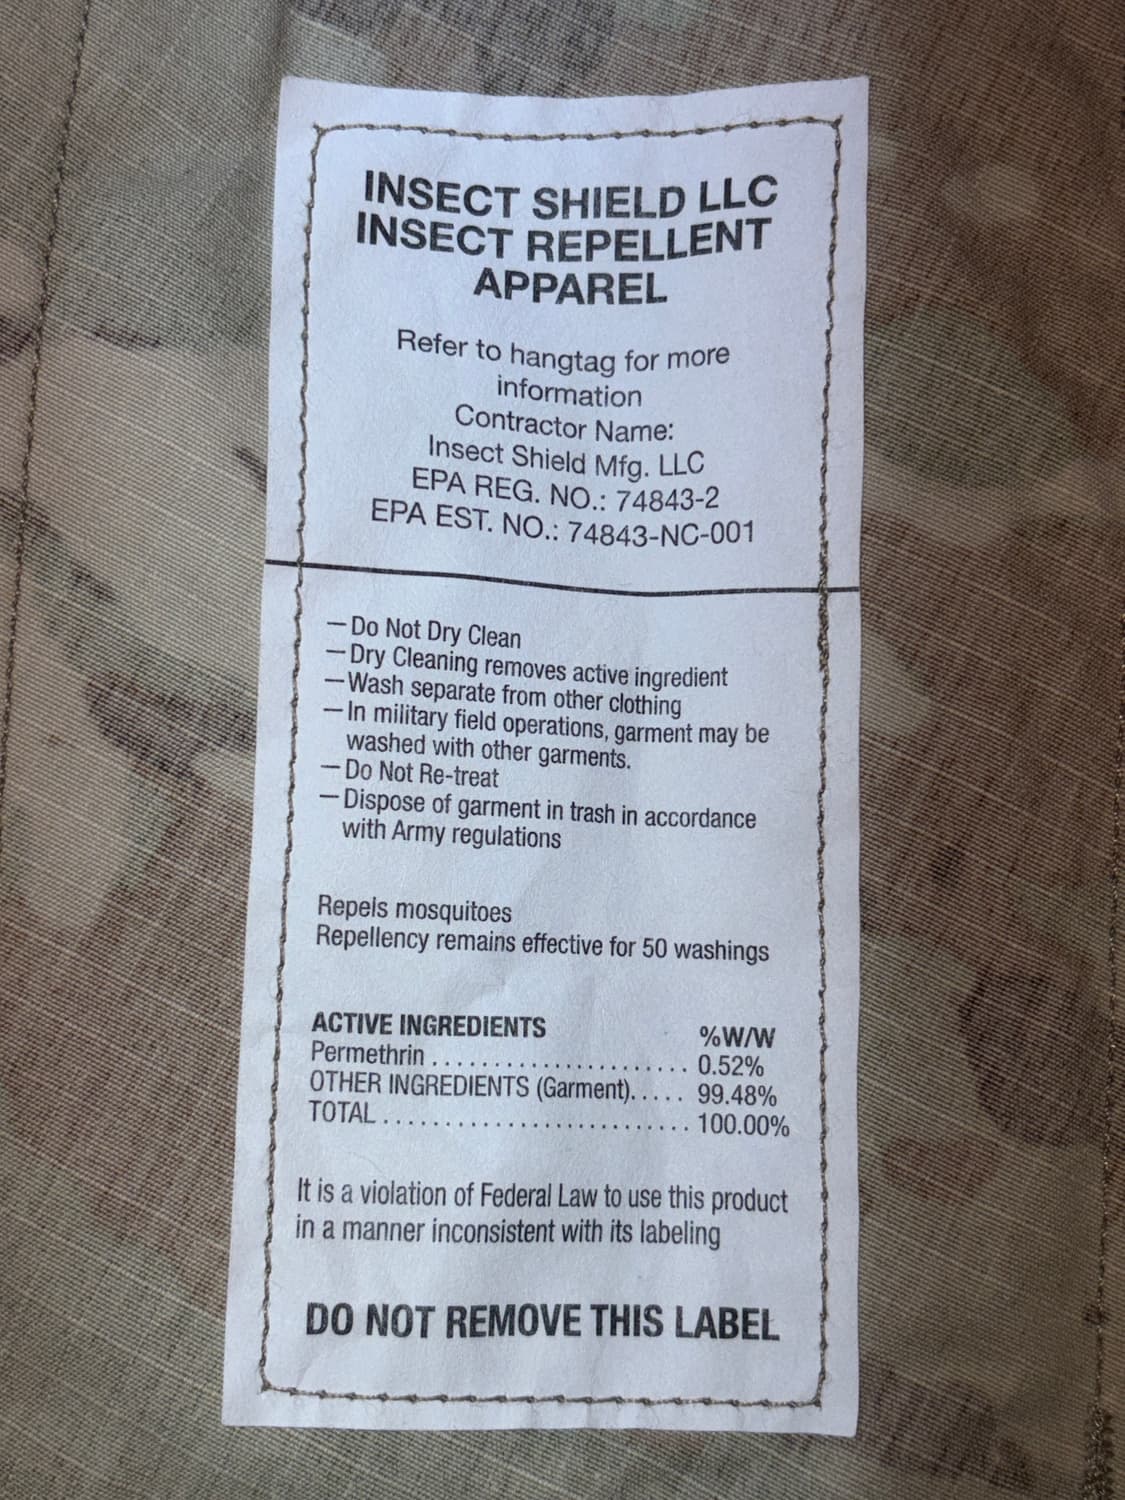 INSECT SHIELD LLC
INSECT REPELLENT
APPAREL
Refer to hangtag for more
information
Contractor Name:
Insect Shield Mfg. LLC
EPA REG. NO.: 74843-2
EPA EST. NO.: 74843-NC-001
— Do Not Dry Clean
— Dry Cleaning removes active ingredient
— Wash separate from other clothing
— In military field operations, garment may be
washed with other garments.
— Do Not Re-treat
— Dispose of garment in trash in accordance
with Army regulations
Repels mosquitoes
Repellency remains effective for 50 washings
ACTIVE INGREDIENTS %W/W
Permethrin ..................... 0.52%
OTHER INGREDIENTS (Garment)..... 99.48%
TOTAL ......................... 100.00%
It is a violation of Federal Law to use this product
in a manner inconsistent with its labeling
DO NOT REMOVE THIS LABEL